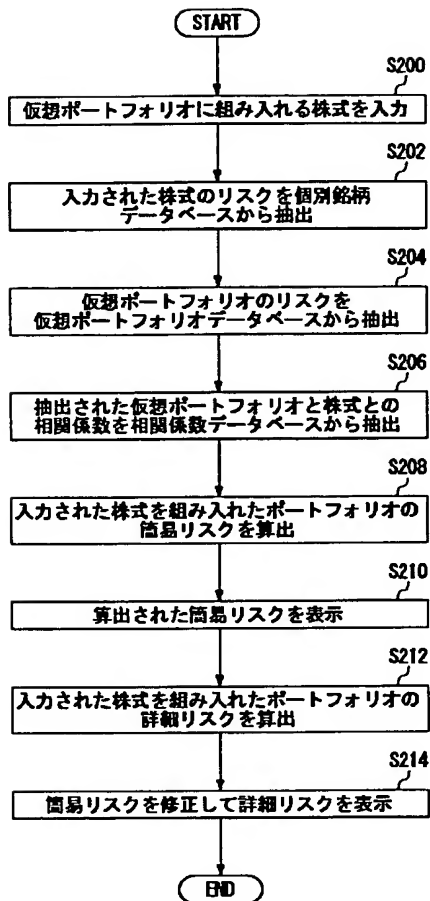 START
S200
仮想ポートフォリオに組み入れる株式を入力
S202
入力された株式のリスクを個別銘柄
データベースから抽出
S204
仮想ポートフォリオのリスクを
仮想ポートフォリオデータベースから抽出
S206
抽出された仮想ポートフォリオと株式との
相関係数を相関係数データベースから抽出
S208
入力された株式を組み入れたポートフォリオの
簡易リスクを算出
S210
算出された簡易リスクを表示
S212
入力された株式を組み入れたポートフォリオの
詳細リスクを算出
S214
簡易リスクを修正して詳細リスクを表示
END